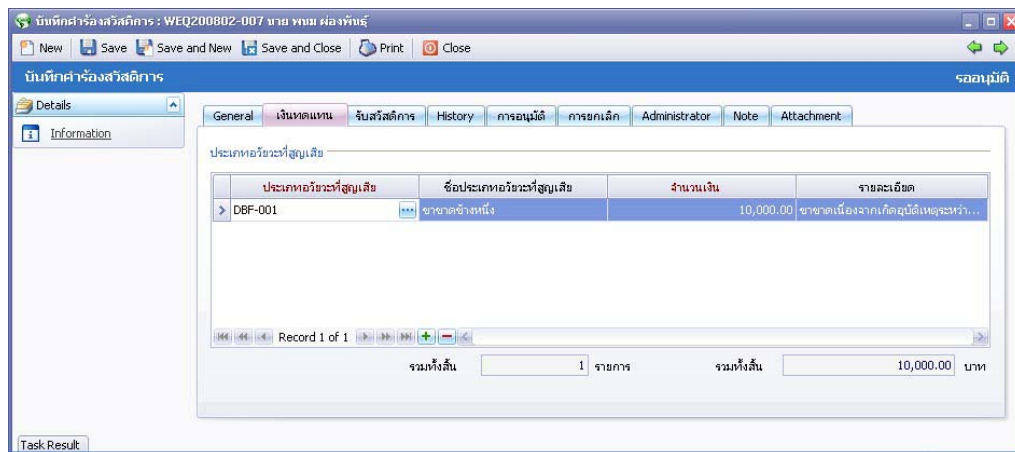 บันทึกคำร้องสวัสดิการ : WEQ200802-007 นาย พนม ผ่องพันธุ์
New Save Save and New Save and Close Print Close
บันทึกคำร้องสวัสดิการ รออนุมัติ
Details
Information
General เงินทดแทน รับสวัสดิการ History การอนุมัติ การยกเลิก Administrator Note Attachment
ประเภทอวัยวะที่สูญเสีย
ประเภทอวัยวะที่สูญเสีย ชื่อประเภทอวัยวะที่สูญเสีย จำนวนเงิน รายละเอียด
DBF-001 ... ขาขาดข้างหนึ่ง 10,000.00 ขาขาดเนื่องจากเกิดอุบัติเหตุระหว่า...
Record 1 of 1
รวมทั้งสิ้น 1 รายการ รวมทั้งสิ้น 10,000.00 บาท
Task Result